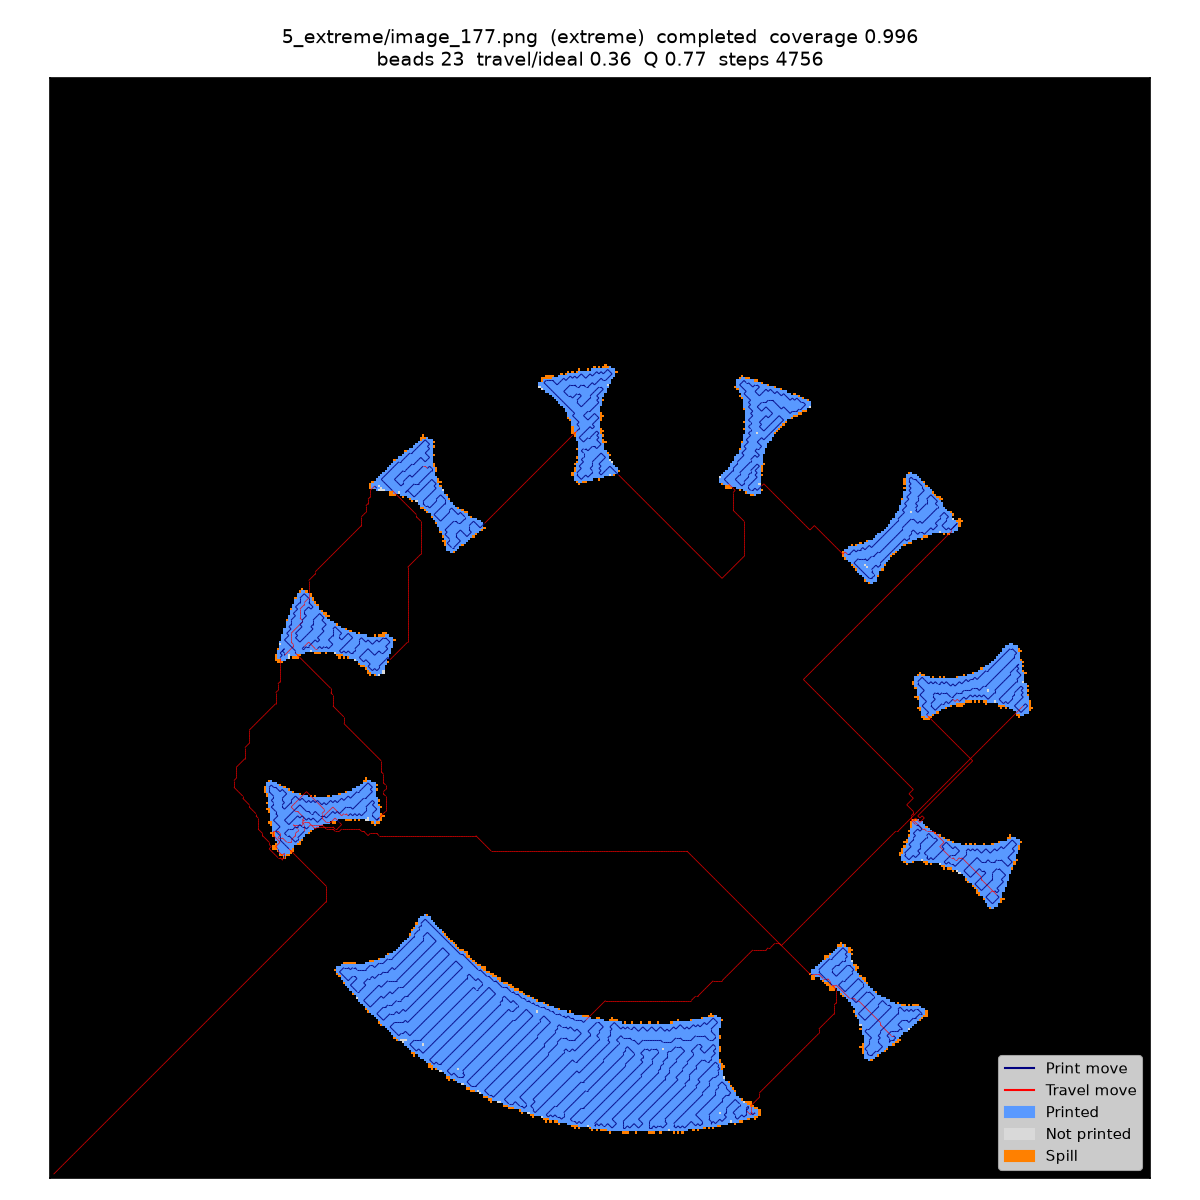 5_extreme/image_177.png  (extreme)  completed  coverage 0.996
beads 23  travel/ideal 0.36  Q 0.77  steps 4756
Print move
Travel move
Printed
Not printed
Spill